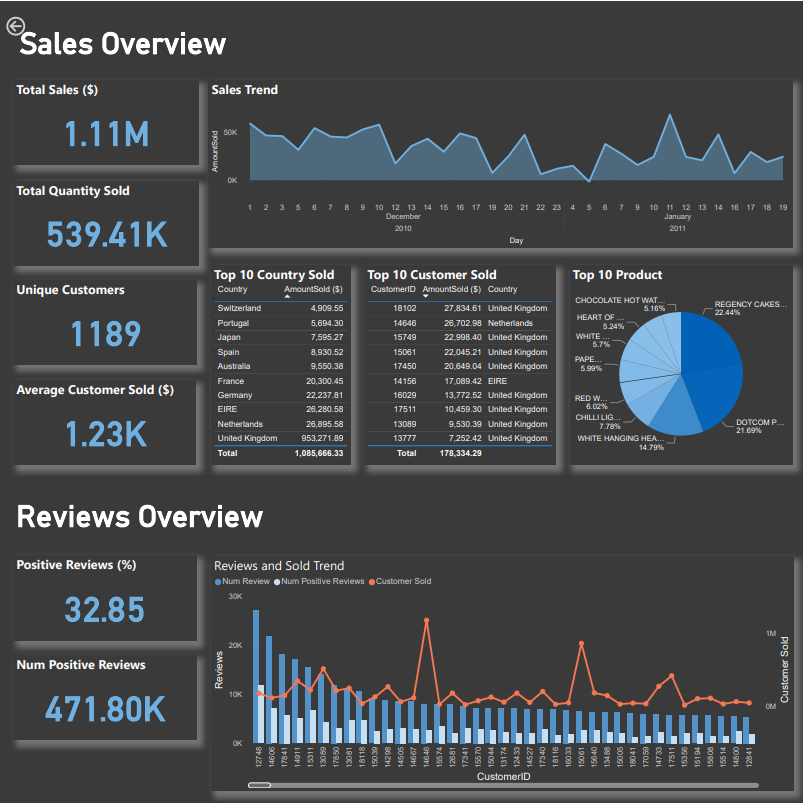 Sales Overview
Total Sales ($)
1.11M
Total Quantity Sold
539.41K
Unique Customers
1189
Average Customer Sold ($)
1.23K
Sales Trend
AmountSold
50K
0K
1 2 3 5 6 7 8 9 10 12 13 14 15 16 17 19 20 21 22 23 4 5 6 7 9 10 11 12 13 14 16 17 18 19
December January
2010 2011
Day
Top 10 Country Sold
Country AmountSold ($)
Switzerland 4,909.55
Portugal 5,694.30
Japan 7,595.27
Spain 8,930.52
Australia 9,550.38
France 20,300.45
Germany 22,237.81
EIRE 26,280.58
Netherlands 26,895.58
United Kingdom 953,271.89
Total 1,085,666.33
Top 10 Customer Sold
CustomerID AmountSold ($) Country
18102 27,834.61 United Kingdom
14646 26,702.98 Netherlands
15749 22,998.40 United Kingdom
15061 22,045.21 United Kingdom
17450 20,649.04 United Kingdom
14156 17,089.42 EIRE
16029 13,772.52 United Kingdom
17511 10,459.30 United Kingdom
13089 9,530.39 United Kingdom
13777 7,252.42 United Kingdom
Total 178,334.29
Top 10 Product
CHOCOLATE HOT WAT...
5.16%
HEART OF ...
5.24%
WHITE ...
5.7%
PAPE...
5.99%
RED W...
6.02%
CHILLI LIG...
7.78%
WHITE HANGING HEA...
14.79%
REGENCY CAKES...
22.44%
DOTCOM P...
21.69%
Reviews Overview
Positive Reviews (%)
32.85
Num Positive Reviews
471.80K
Reviews and Sold Trend
Num Review Num Positive Reviews Customer Sold
Reviews
30K
20K
10K
0K
1M
0M
Customer Sold
12748 14606 17841 14911 15311 13089 17850 13081 18118 15039 14298 14505 14667 14646 15574 12681 17341 15570 15044 13174 12433 14527 17340 18116 16033 15061 15640 13488 15005 18041 17059 14733 17511 15356 15194 15808 15514 14800 12841
CustomerID